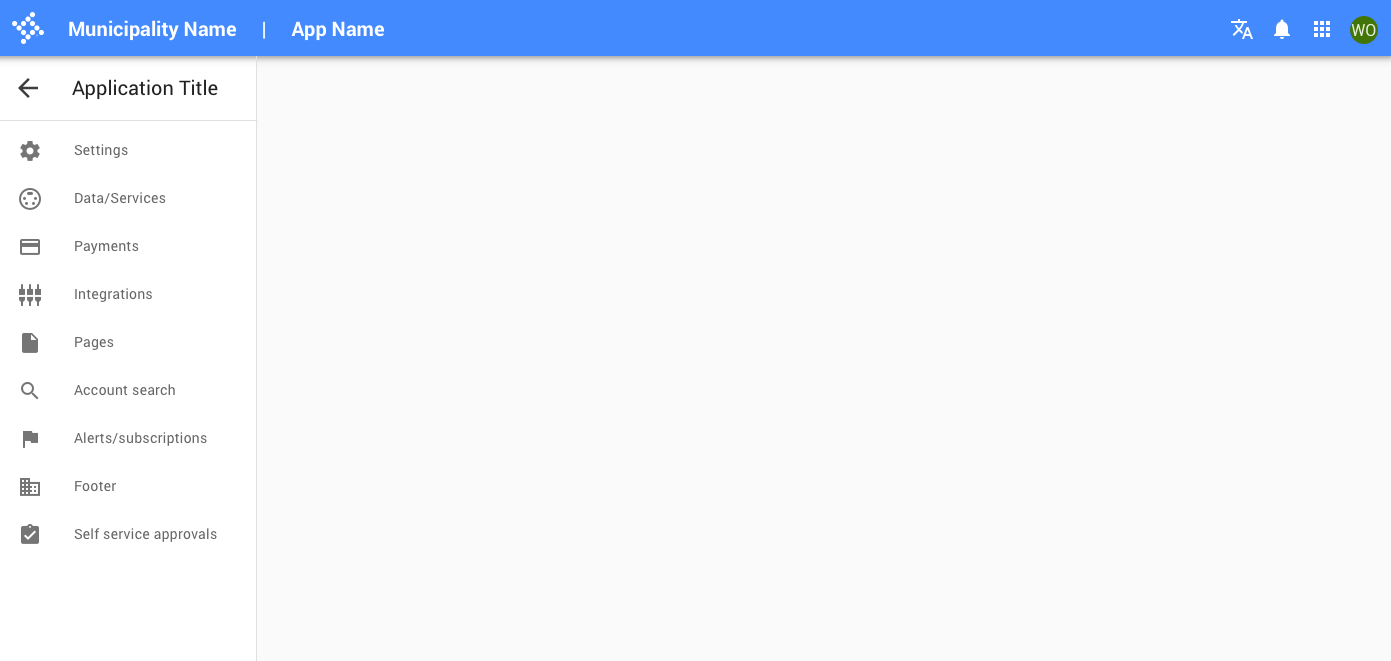 Municipality Name | App Name
WO
Application Title
Settings
Data/Services
Payments
Integrations
Pages
Account search
Alerts/subscriptions
Footer
Self service approvals